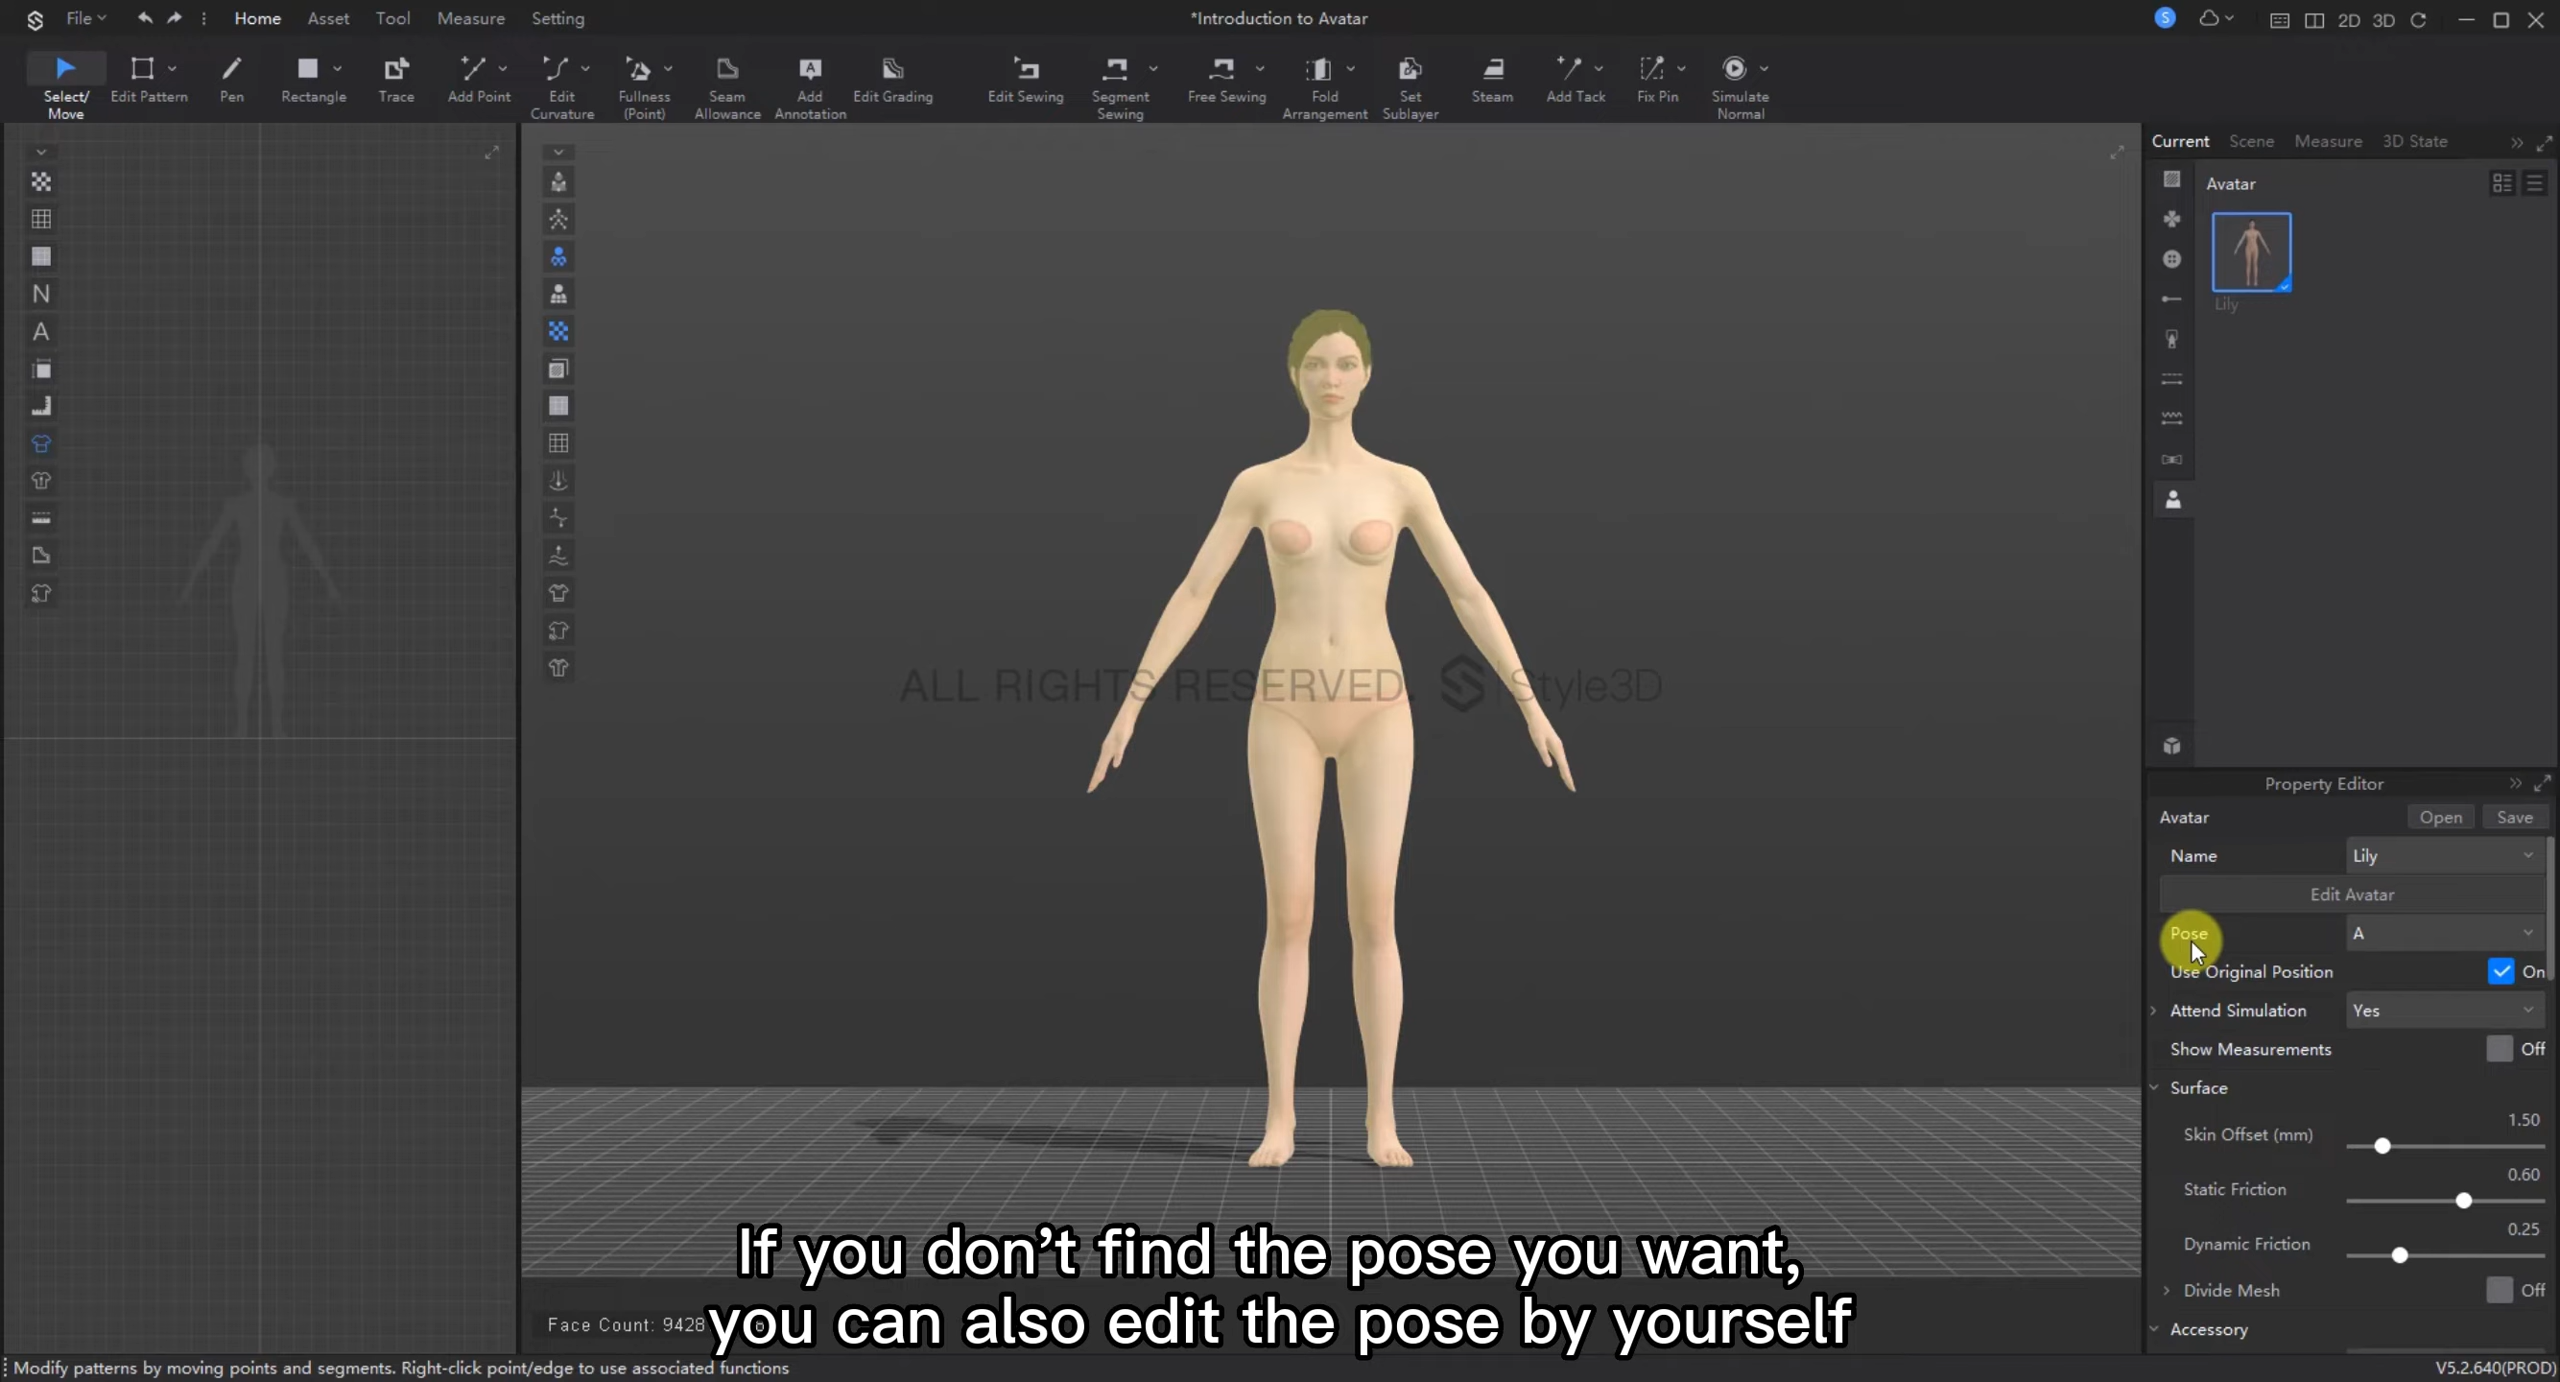 File
Home
Asset
Tool
Measure
Setting
*Introduction to Avatar
S
2D
3D
Select/
Move
Edit Pattern
Pen
Rectangle
Trace
Add Point
Edit
Curvature
Fullness
(Point)
Seam
Allowance
Add
Annotation
Edit Grading
Edit Sewing
Segment
Sewing
Free Sewing
Fold
Arrangement
Set
Sublayer
Steam
Add Tack
Fix Pin
Simulate
Normal
N
A
Current
Scene
Measure
3D State
Avatar
Lily
ALL RIGHTS RESERVED. Style3D
Property Editor
Avatar
Open
Save
Name
Lily
Edit Avatar
Pose
A
Use Original Position
On
Attend Simulation
Yes
Show Measurements
Off
Surface
Skin Offset (mm)
1.50
Static Friction
0.60
Dynamic Friction
0.25
Divide Mesh
Off
Accessory
If you don't find the pose you want,
you can also edit the pose by yourself
Face Count:
Modify patterns by moving points and segments. Right-click point/edge to use associated functions
V5.2.640(PROD)